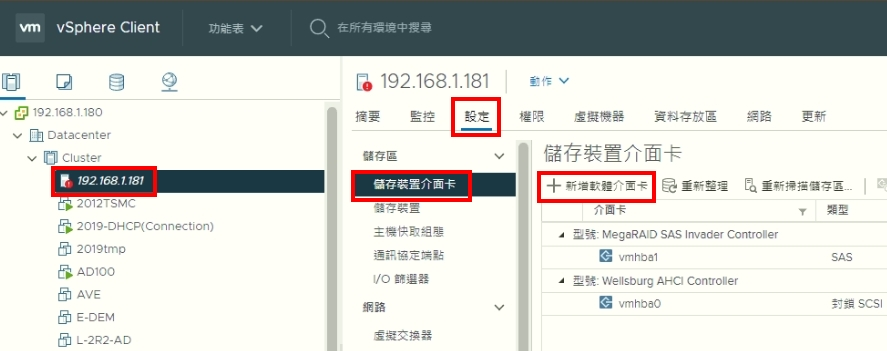 vm vSphere Client 功能表 在所有環境中搜尋
192.168.1.180
Datacenter
Cluster
192.168.1.181
2012TSMC
2019-DHCP(Connection)
2019tmp
AD100
AVE
E-DEM
L-2R2-AD
192.168.1.181 動作
摘要 監控 設定 權限 虛擬機器 資料存放區 網路 更新
儲存區
儲存裝置介面卡
儲存裝置
主機快取組態
通訊協定端點
I/O 篩選器
網路
虛擬交換器
儲存裝置介面卡
新增軟體介面卡 重新整理 重新掃描儲存區...
介面卡 類型
型號: MegaRAID SAS Invader Controller
vmhba1 SAS
型號: Wellsburg AHCI Controller
vmhba0 封鎖 SCSI